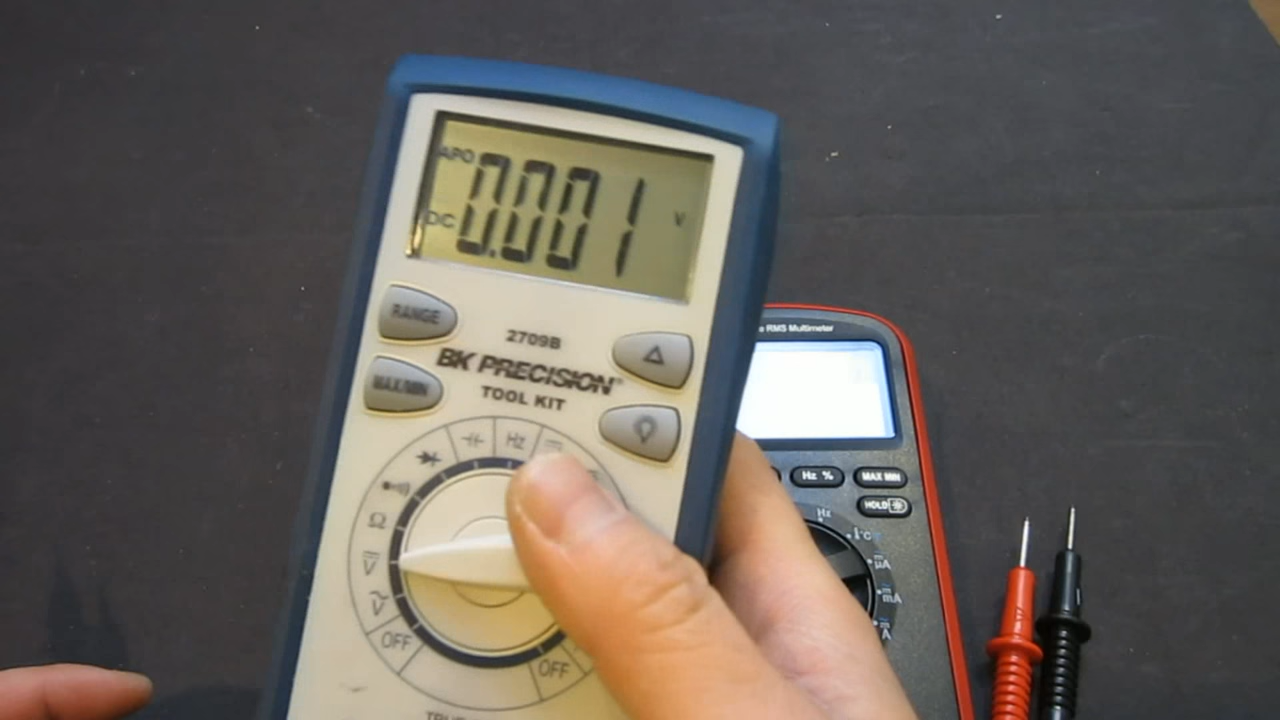 APO
0.001
DC
V
RANGE
2709B
BK PRECISION®
TOOL KIT
MAX/MIN
Hz
Ω
V
V
OFF
OFF
RMS Multimeter
Hz %
MAX MIN
HOLD
Hz
°C
µA
mA
A